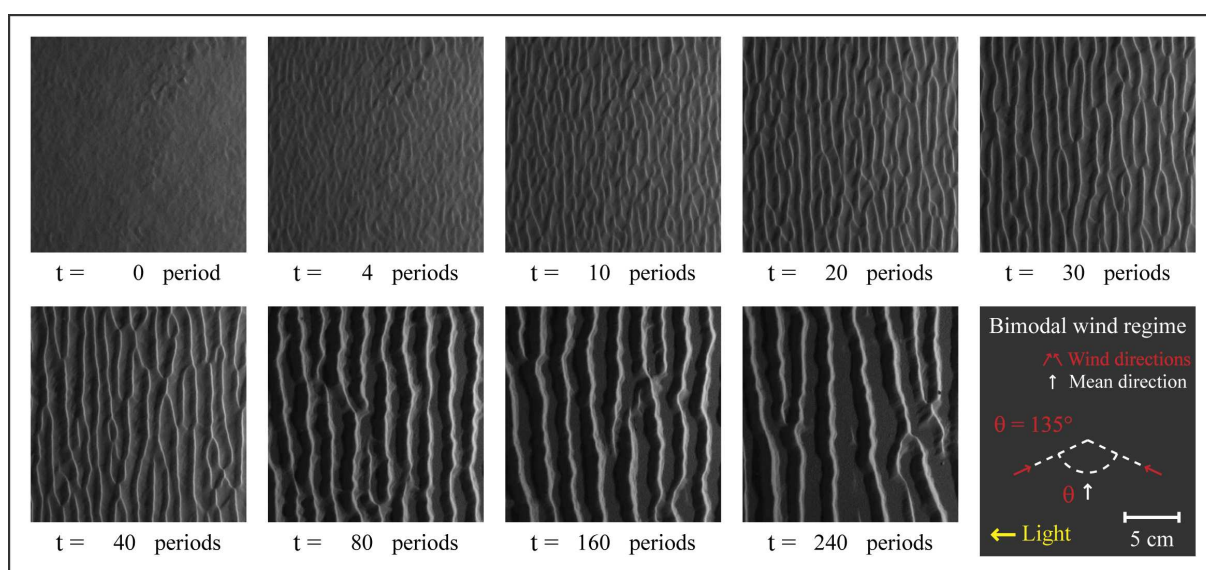 t = 0 period
t = 4 periods
t = 10 periods
t = 20 periods
t = 30 periods
t = 40 periods
t = 80 periods
t = 160 periods
t = 240 periods
Bimodal wind regime
Wind directions
↑ Mean direction
θ = 135°
θ
← Light
5 cm